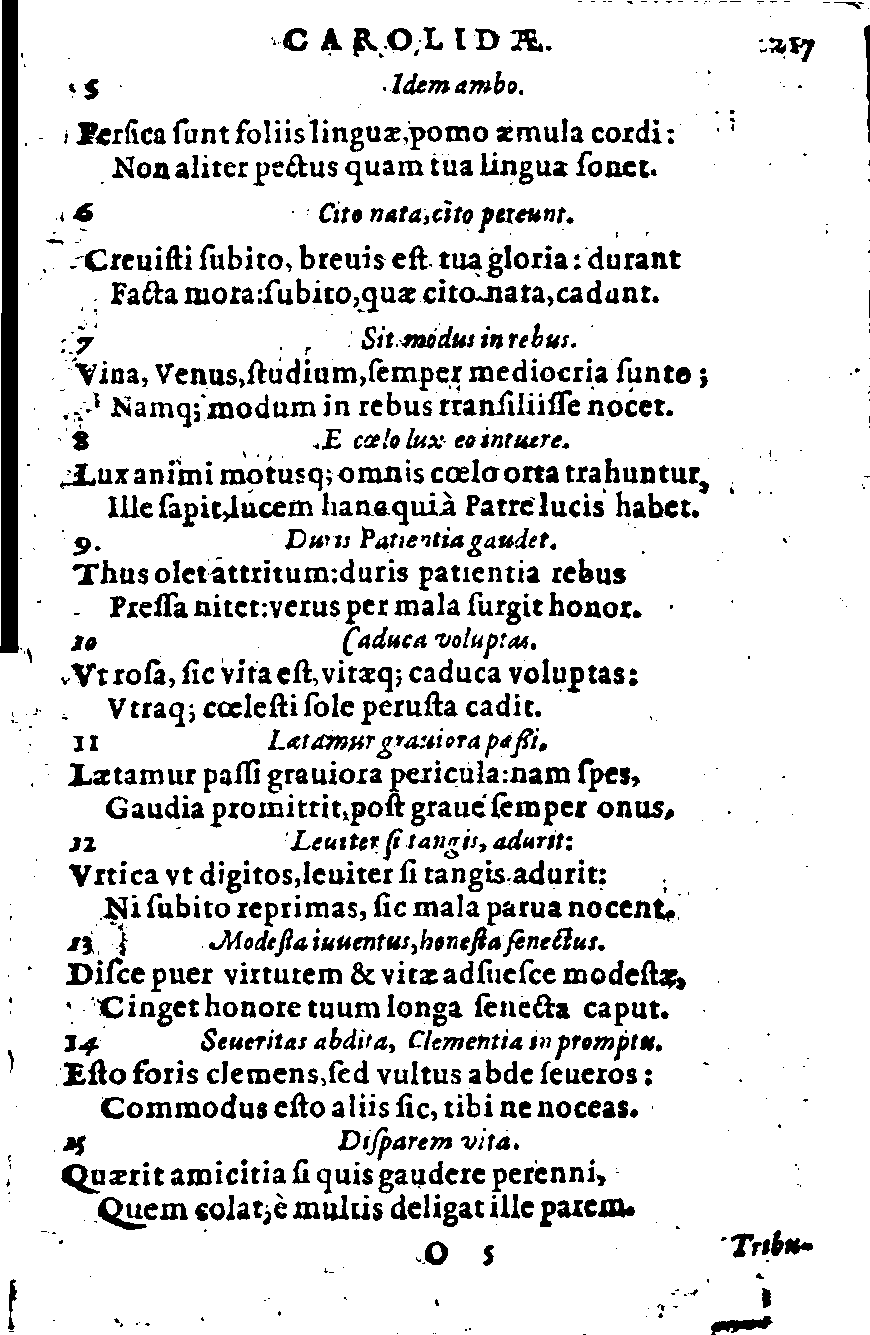 CAROLIDÆ. 217
5 Idem ambo.
Persica sunt foliis linguæ, pomo æmula cordi:
Non aliter pectus quam tua lingua sonet.
6 Cito nata, cito pereunt.
Creuisti subito, breuis est tua gloria: durant
Facta mora: subito, quæ cito nata, cadunt.
7 Sit modus in rebus.
Vina, Venus, studium, semper mediocria sunto;
Namq; modum in rebus transiliisse nocet.
8 E cœlo lux eo intuere.
Lux animi motusq; omnis cœlo orta trahuntur,
Ille sapit, lucem hanc qui à Patre lucis habet.
9. Duris Patientia gaudet.
Thus olet attritum: duris patientia rebus
Pressa nitet: verus per mala surgit honor.
10 Caduca voluptas.
Vt rosa, sic vita est, vitæq; caduca voluptas:
Vtraq; cœlesti sole perusta cadit.
11 Lætamur grauiora passi.
Lætamur passi grauiora pericula: nam spes,
Gaudia promittit, post graue semper onus.
12 Leuiter si tangis, adurit:
Vrtica vt digitos, leuiter si tangis adurit:
Ni subito reprimas, sic mala parua nocent.
13 Modesta iuuentus, honesta senectus.
Disce puer virtutem & vitæ adsuesce modestæ,
Cinget honore tuum longa senecta caput.
14 Seueritas abdita, Clementia in promptu.
Esto foris clemens, sed vultus abde seueros:
Commodus esto aliis sic, tibi ne noceas.
15 Disparem vita.
Quærit amicitia si quis gaudere perenni,
Quem colat, è multis deligat ille parem.
O 5 Tribu-